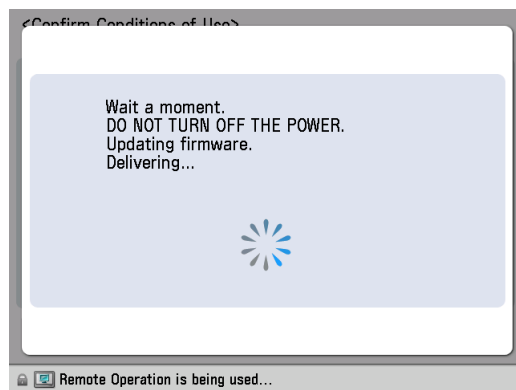 <Confirm Conditions of Use>
Wait a moment.
DO NOT TURN OFF THE POWER.
Updating firmware.
Delivering...
Remote Operation is being used...